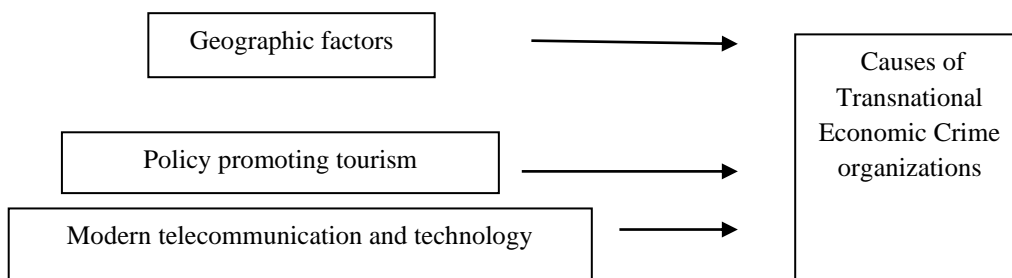 Geographic factors
Policy promoting tourism
Modern telecommunication and technology
Causes of
Transnational
Economic Crime
organizations